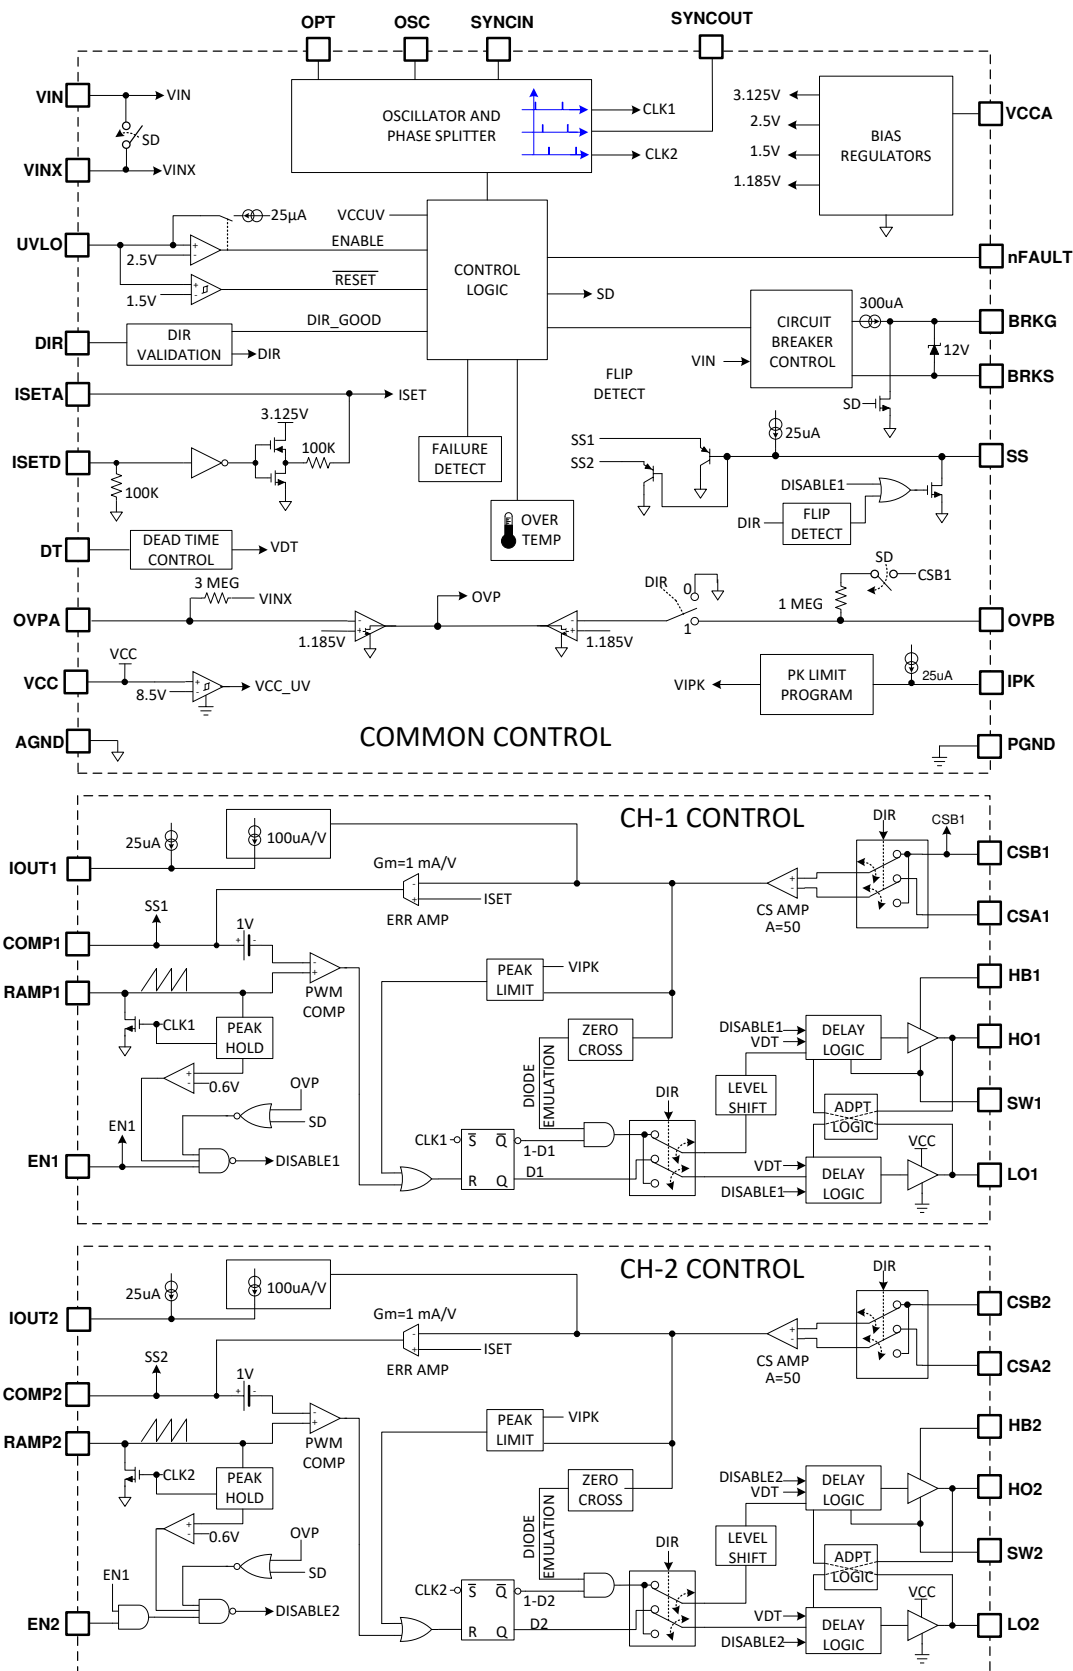 OPT
OSC
SYNCIN
SYNCOUT
VIN
VIN
SD
VINX
VINX
OSCILLATOR AND
PHASE SPLITTER
CLK1
CLK2
3.125V
2.5V
1.5V
1.185V
BIAS
REGULATORS
VCCA
UVLO
25µA
2.5V
1.5V
VCCUV
ENABLE
RESET
DIR_GOOD
CONTROL
LOGIC
SD
nFAULT
DIR
DIR
VALIDATION
DIR
VIN
CIRCUIT
BREAKER
CONTROL
300uA
12V
SD
BRKG
BRKS
ISETA
ISET
FLIP
DETECT
ISETD
100K
3.125V
100K
FAILURE
DETECT
OVER
TEMP
SS1
SS2
25uA
SS
DISABLE1
DIR
FLIP
DETECT
DT
DEAD TIME
CONTROL
VDT
OVPA
3 MEG
VINX
1.185V
OVP
1.185V
DIR
0
1
1 MEG
SD
CSB1
OVPB
VCC
VCC
8.5V
VCC_UV
VIPK
PK LIMIT
PROGRAM
25uA
IPK
AGND
COMMON CONTROL
PGND
CH-1 CONTROL
IOUT1
25uA
100uA/V
Gm=1 mA/V
ISET
ERR AMP
CS AMP
A=50
DIR
CSB1
CSB1
CSA1
COMP1
SS1
1V
RAMP1
PWM
COMP
CLK1
PEAK
HOLD
0.6V
OVP
SD
EN1
EN1
DISABLE1
PEAK
LIMIT
VIPK
ZERO
CROSS
DIODE
EMULATION
CLK1
S
Q
R
Q
1-D1
D1
DIR
LEVEL
SHIFT
DISABLE1
VDT
DELAY
LOGIC
ADPT
LOGIC
VDT
DISABLE1
DELAY
LOGIC
VCC
HB1
HO1
SW1
LO1
CH-2 CONTROL
IOUT2
25uA
100uA/V
Gm=1 mA/V
ISET
ERR AMP
CS AMP
A=50
DIR
CSB2
CSA2
COMP2
SS2
1V
RAMP2
PWM
COMP
CLK2
PEAK
HOLD
0.6V
OVP
SD
EN1
EN2
DISABLE2
PEAK
LIMIT
VIPK
ZERO
CROSS
DIODE
EMULATION
CLK2
S
Q
R
Q
1-D2
D2
DIR
LEVEL
SHIFT
DISABLE2
VDT
DELAY
LOGIC
ADPT
LOGIC
VDT
DISABLE2
DELAY
LOGIC
VCC
HB2
HO2
SW2
LO2